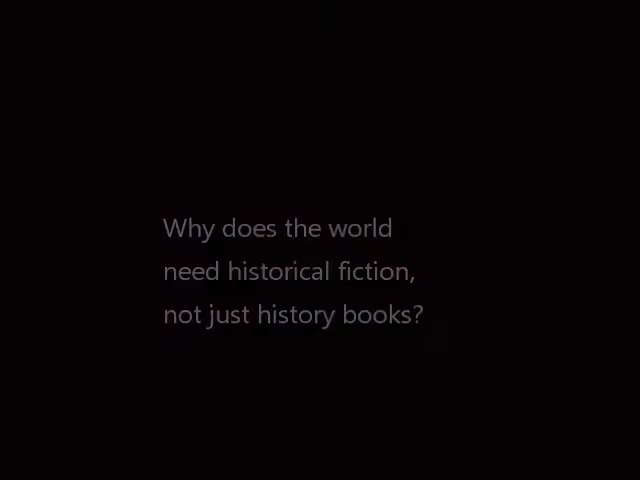 Why does the world
need historical fiction,
not just history books?